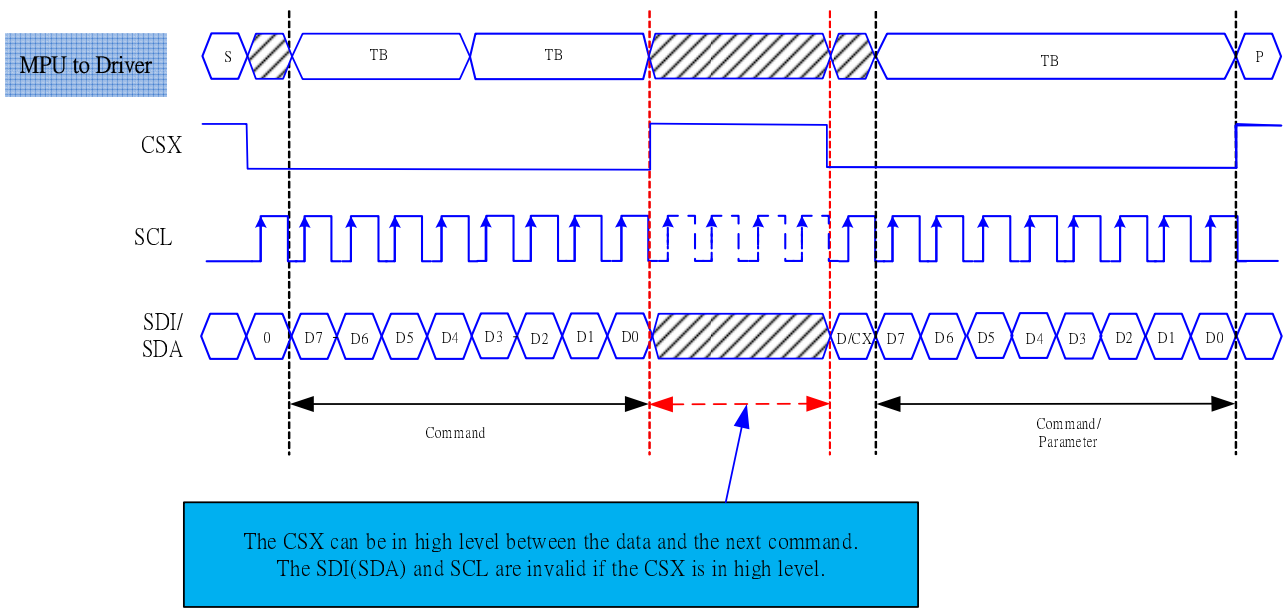 MPU to Driver
S TB TB TB P
CSX
SCL
SDI/
SDA
0 D7 D6 D5 D4 D3 D2 D1 D0 D/CX D7 D6 D5 D4 D3 D2 D1 D0
Command
Command/
Parameter
The CSX can be in high level between the data and the next command.
The SDI(SDA) and SCL are invalid if the CSX is in high level.